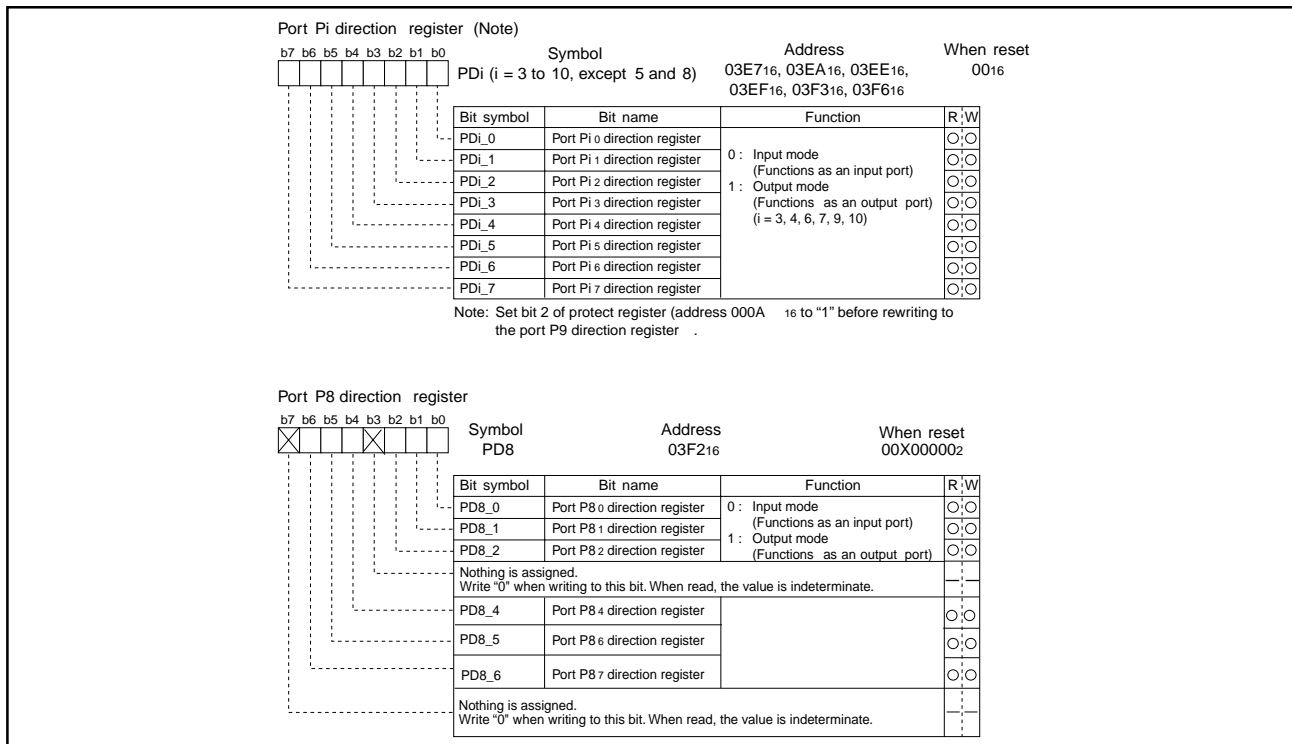 Port Pi direction register (Note)
b7 b6 b5 b4 b3 b2 b1 b0
Symbol Address When reset
PDi (i = 3 to 10, except 5 and 8) 03E716, 03EA16, 03EE16, 0016
03EF16, 03F316, 03F616
Bit symbol Bit name Function R W
PDi_0 Port Pi 0 direction register
PDi_1 Port Pi 1 direction register
PDi_2 Port Pi 2 direction register
PDi_3 Port Pi 3 direction register
PDi_4 Port Pi 4 direction register
PDi_5 Port Pi 5 direction register
PDi_6 Port Pi 6 direction register
PDi_7 Port Pi 7 direction register
0 : Input mode
(Functions as an input port)
1 : Output mode
(Functions as an output port)
(i = 3, 4, 6, 7, 9, 10)
Note: Set bit 2 of protect register (address 000A 16 to “1” before rewriting to
the port P9 direction register .
Port P8 direction register
b7 b6 b5 b4 b3 b2 b1 b0
Symbol Address When reset
PD8 03F216 00X000002
Bit symbol Bit name Function R W
PD8_0 Port P8 0 direction register
PD8_1 Port P8 1 direction register
PD8_2 Port P8 2 direction register
0 : Input mode
(Functions as an input port)
1 : Output mode
(Functions as an output port)
Nothing is assigned.
Write “0” when writing to this bit. When read, the value is indeterminate.
PD8_4 Port P8 4 direction register
PD8_5 Port P8 6 direction register
PD8_6 Port P8 7 direction register
Nothing is assigned.
Write “0” when writing to this bit. When read, the value is indeterminate.